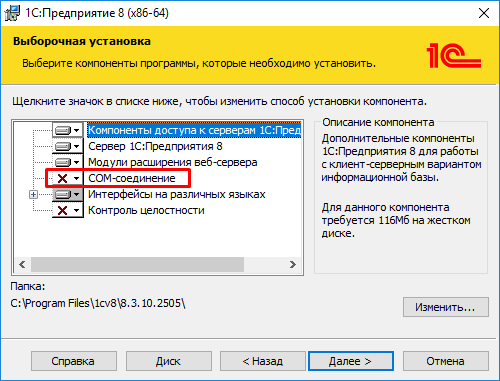 1С:Предприятие 8 (x86-64)
Выборочная установка
Выберите компоненты программы, которые необходимо установить.
1С
Щелкните значок в списке ниже, чтобы изменить способ установки компонента.
Компоненты доступа к серверам 1С:Пред
Сервер 1С:Предприятия 8
Модули расширения веб-сервера
COM-соединение
Интерфейсы на различных языках
Контроль целостности
Описание компонента
Дополнительные компоненты
1С:Предприятия 8 для работы
с клиент-серверным вариантом
информационной базы.
Для данного компонента
требуется 116Мб на жестком
диске.
Папка:
C:\Program Files\1cv8\8.3.10.2505\
Изменить...
Справка
Диск
< Назад
Далее >
Отмена